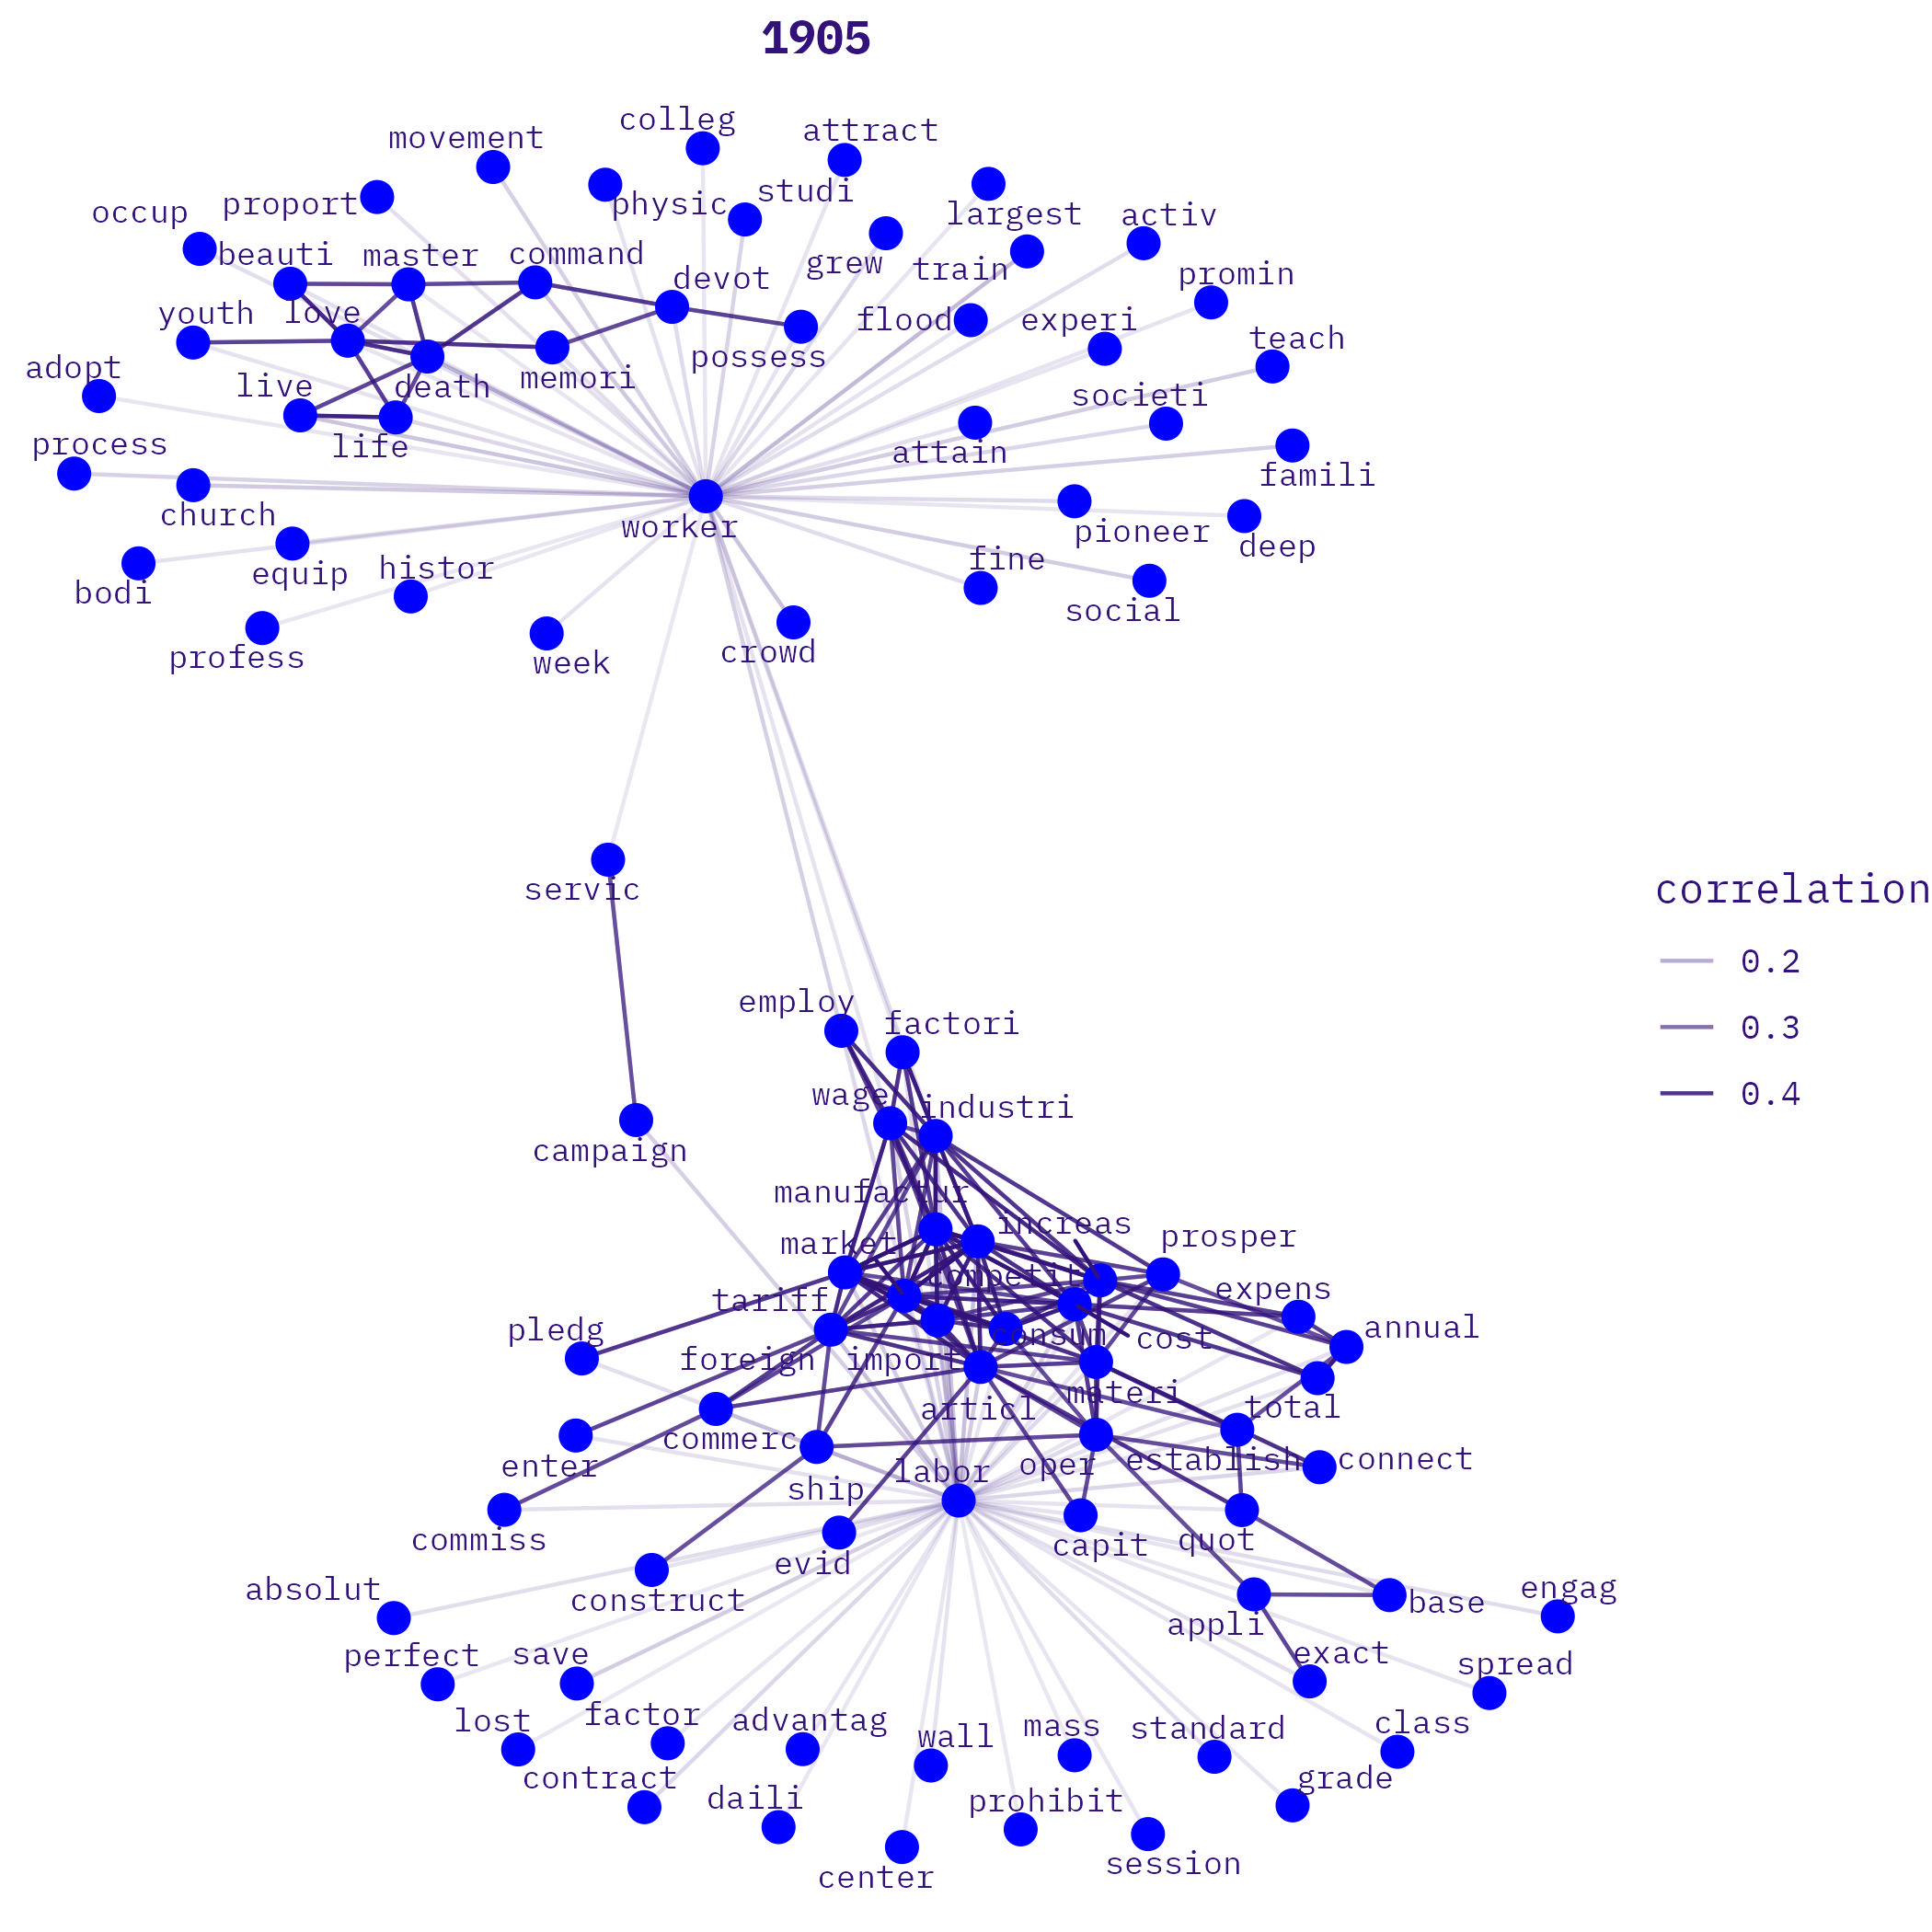 1905
colleg
attract
movement
studi
physic
proport
occup
largest
activ
beauti
master
command
grew
train
promin
devot
youth
love
flood
experi
teach
possess
adopt
live
death
memori
societi
process
life
attain
famili
church
worker
pioneer
deep
bodi
equip
histor
fine
social
profess
week
crowd
servic
correlation
0.2
0.3
0.4
employ
factori
wage
industri
campaign
manufactur
increas
prosper
market
competit
expens
tariff
pledg
consum
cost
annual
foreign
import
materi
articl
total
commerc
enter
labor
oper
establish
connect
ship
commiss
evid
capit
quot
absolut
construct
engag
base
appli
perfect
save
exact
spread
lost
factor
advantag
wall
mass
standard
class
contract
daili
prohibit
grade
center
session